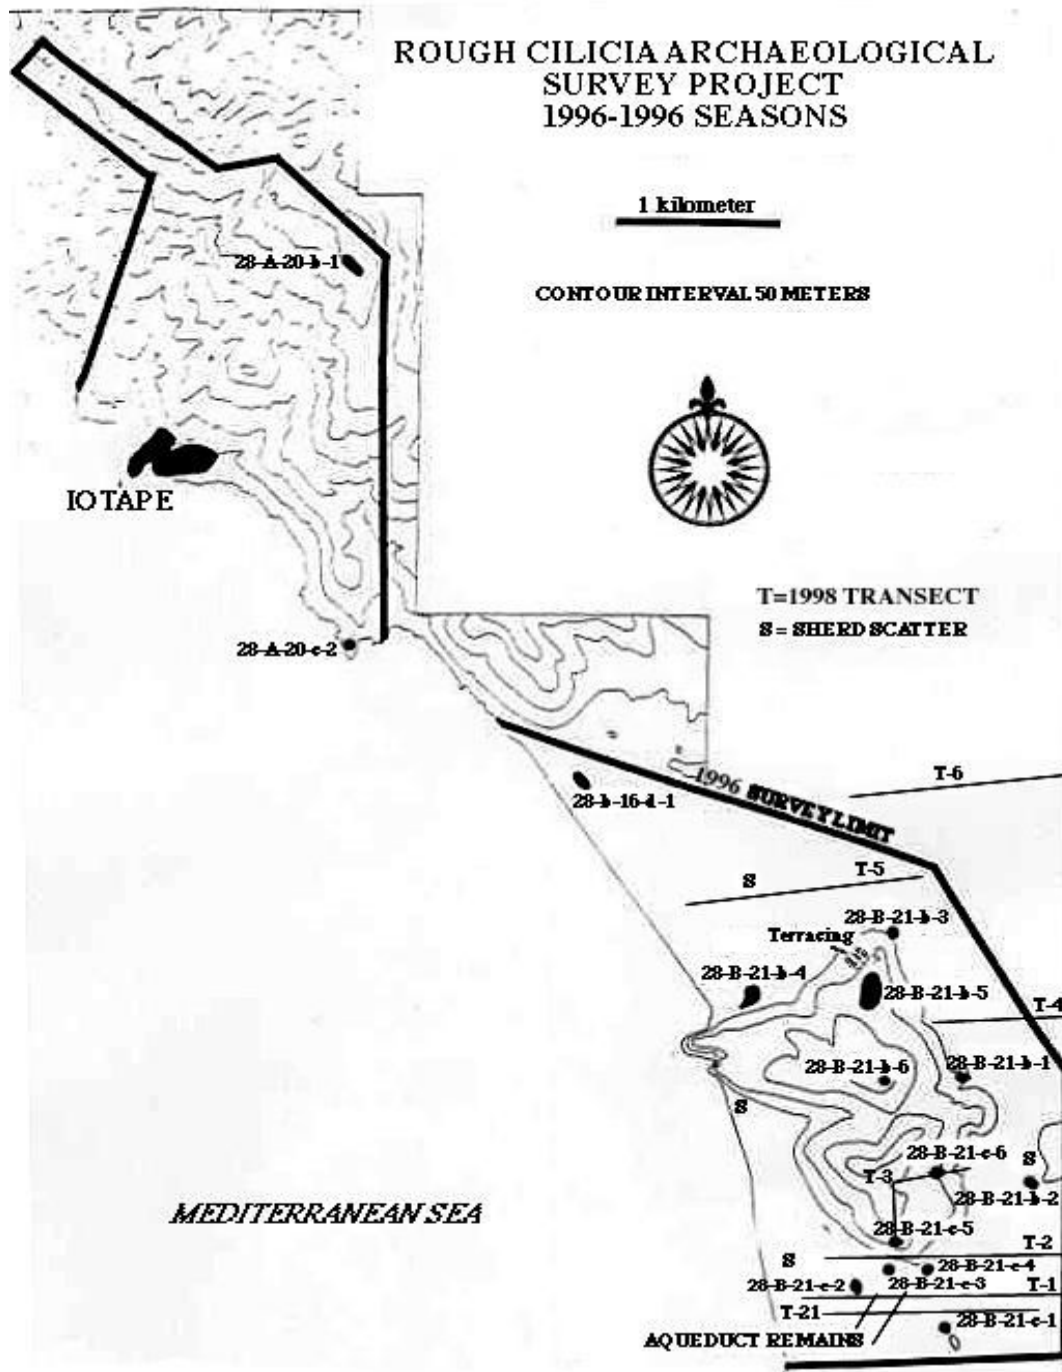 ROUGH CILICIA ARCHAEOLOGICAL
SURVEY PROJECT
1996-1996 SEASONS
1 kilometer
28-A-20-b-1
CONTOUR INTERVAL 50 METERS
IOTAPE
T=1998 TRANSECT
S = SHERD SCATTER
28-A-20-c-2
1996 SURVEY LIMIT
T-6
28-b-16-d-1
T-5
S
28-B-21-b-3
Terracing
28-B-21-b-4
28-B-21-b-5
T-4
28-B-21-b-6
28-B-21-b-1
S
28-B-21-c-6
S
T-3
28-B-21-b-2
MEDITERRANEAN SEA
28-B-21-c-5
T-2
S
28-B-21-c-4
28-B-21-c-2
28-B-21-c-3
T-1
T-21
28-B-21-c-1
AQUEDUCT REMAINS